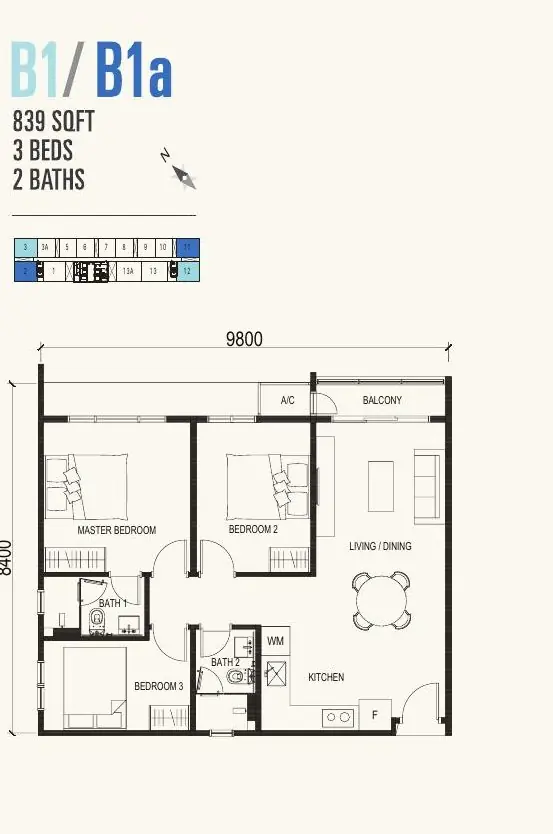 B1/ B1a
839 SQFT
3 BEDS
2 BATHS
N
3 3A 5 6 7 8 9 10 11
2 1 13A 13 12
9800
A/C
BALCONY
MASTER BEDROOM
BEDROOM 2
LIVING / DINING
8400
BATH 1
WM
BATH 2
KITCHEN
BEDROOM 3
F